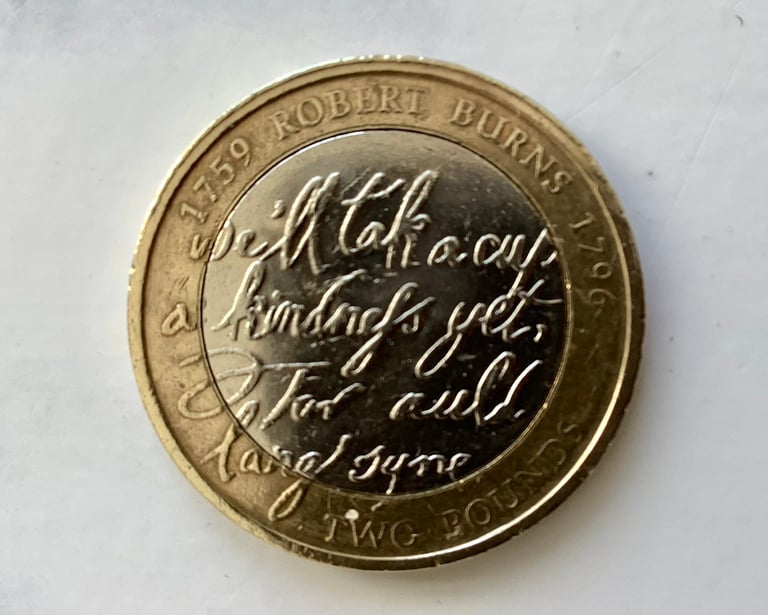 1759 ROBERT BURNS 1796
we'll tak a cup,
a kindness yet,
For auld
lang syne
TWO POUNDS